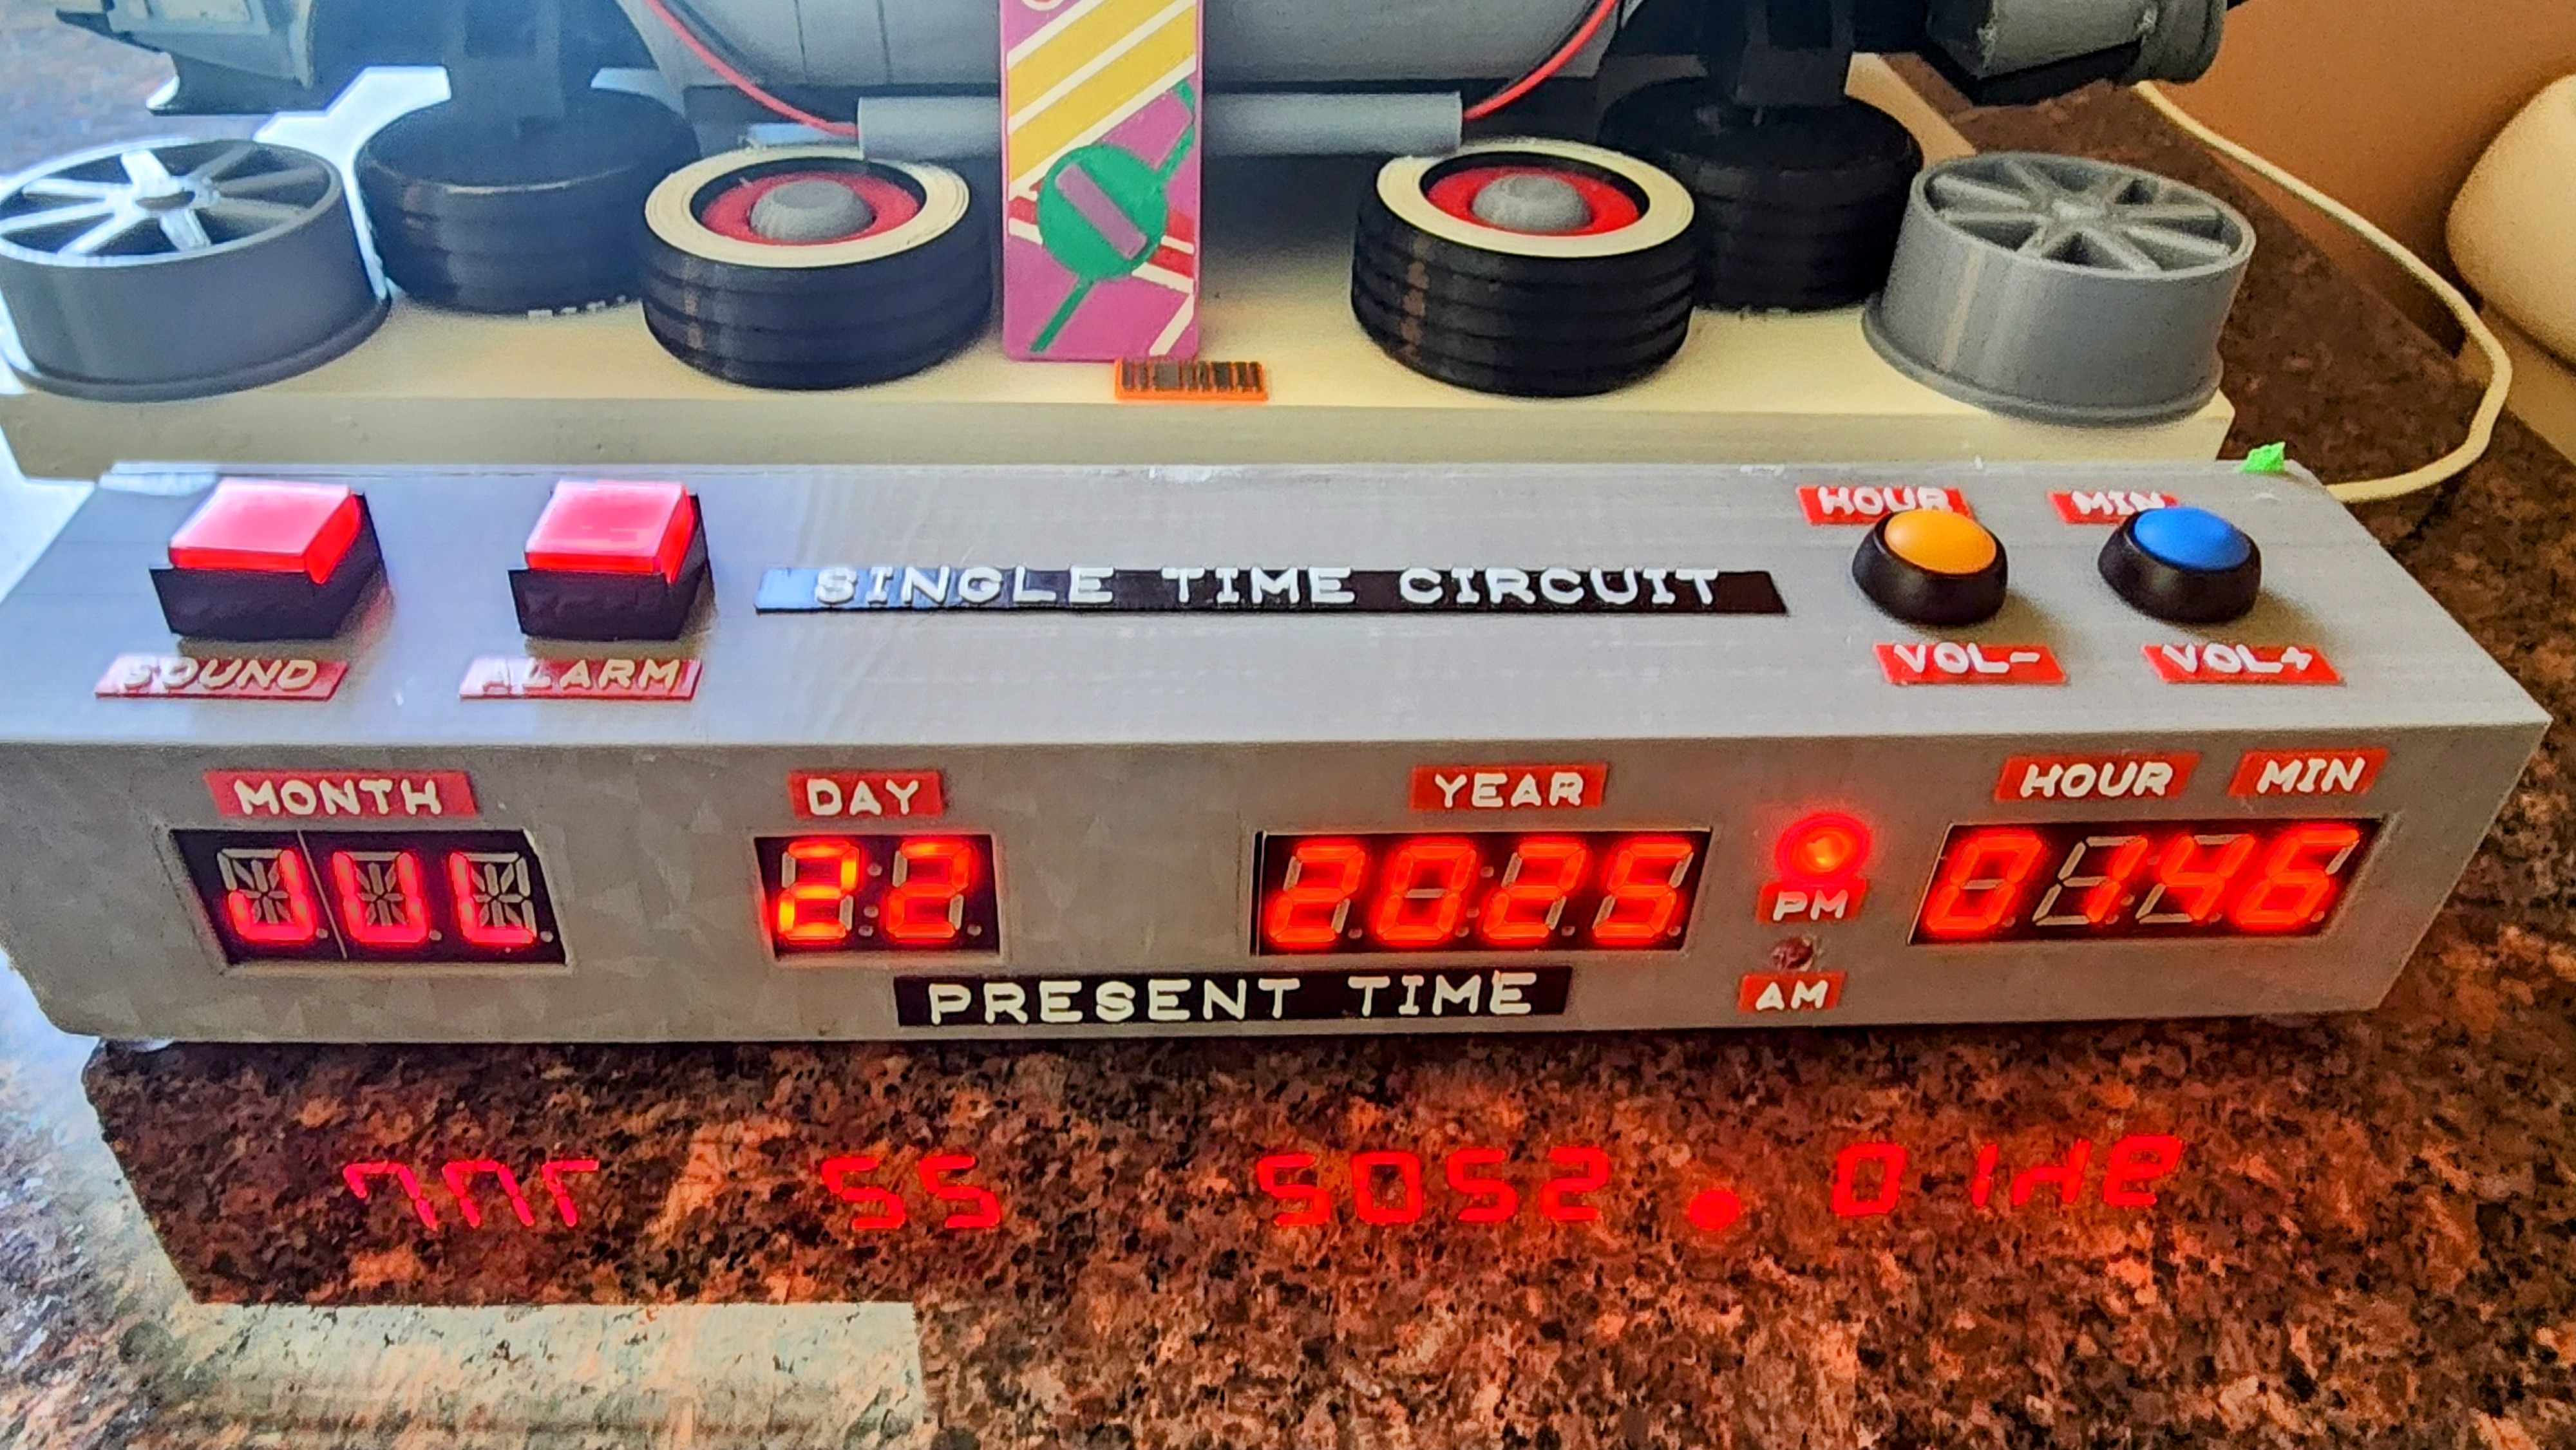 HOUR MIN
SINGLE TIME CIRCUIT
SOUND ALARM VOL- VOL+
MONTH DAY YEAR HOUR MIN
JUL 22 2025 0146
PM
AM
PRESENT TIME